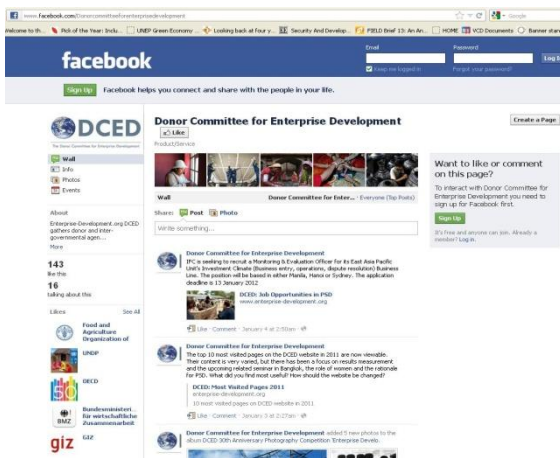 www.facebook.com/Donorcommitteeforenterprisedevelopment
Google
Welcome to th...
Pick of the Year: Indu...
UNEP Green Economy ...
Looking back at four y...
Security And Develop...
FIELD Brief 13: An An...
HOME
VCD Documents
Banner stan
facebook
Email
Password
Log In
Keep me logged in
Forgot your password?
Sign Up
Facebook helps you connect and share with the people in your life.
DCED
The Donor Committee for Enterprise Development
Wall
Info
Photos
Events
About
Enterprise-Development.org DCED
gathers donor and inter-
governmental agen....
More
143
like this
16
talking about this
Likes
See All
Food and
Agriculture
Organization of
UNDP
OECD
BMZ
Bundesministeri...
für wirtschaftliche
Zusammenarbeit
giz
GIZ
Donor Committee for Enterprise Development
Like
Product/Service
Wall
Donor Committee for Enter... · Everyone (Top Posts)
Share:
Post
Photo
Write something...
Donor Committee for Enterprise Development
IFC is seeking to recruit a Monitoring & Evaluation Officer for its East Asia Pacific
Unit's Investment Climate (Business entry, operations, dispute resolution) Business
Line. The position will be based in either Manila, Hanoi or Sydney. The application
deadline is 13 January 2012
DCED: Job Opportunities in PSD
www.enterprise-development.org
Like · Comment · January 4 at 2:50am
Donor Committee for Enterprise Development
The top 10 most visited pages on the DCED website in 2011 are now viewable.
Their content is very varied, but there has been a focus on results measurement
and the upcoming related seminar in Bangkok, the role of women and the rationale
for PSD. What did you find most useful? How should the website be changed?
DCED: Most Visited Pages 2011
enterprise-development.org
10 most visited pages on DCED website in 2011
Like · Comment · January 3 at 2:27am
Donor Committee for Enterprise Development added 5 new photos to the
album DCED 30th Anniversary Photography Competition 'Enterprise Develo.
Create a Page
Want to like or comment
on this page?
To interact with Donor Committee for
Enterprise Development you need to
sign up for Facebook first.
Sign Up
It's free and anyone can join. Already a
member? Log in.